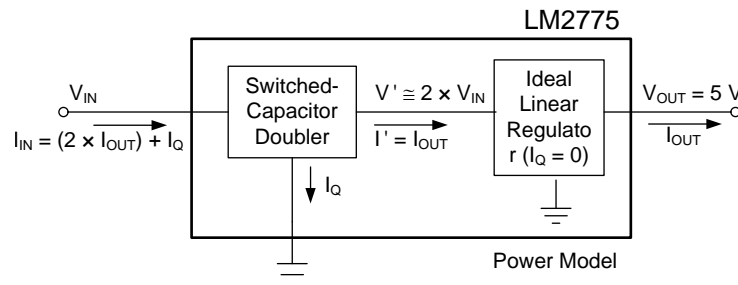 LM2775
V_IN
I_IN = (2 × I_OUT) + I_Q
Switched-
Capacitor
Doubler
V' ≅ 2 × V_IN
I' = I_OUT
I_Q
Ideal
Linear
Regulato
r (I_Q = 0)
V_OUT = 5 V
I_OUT
Power Model